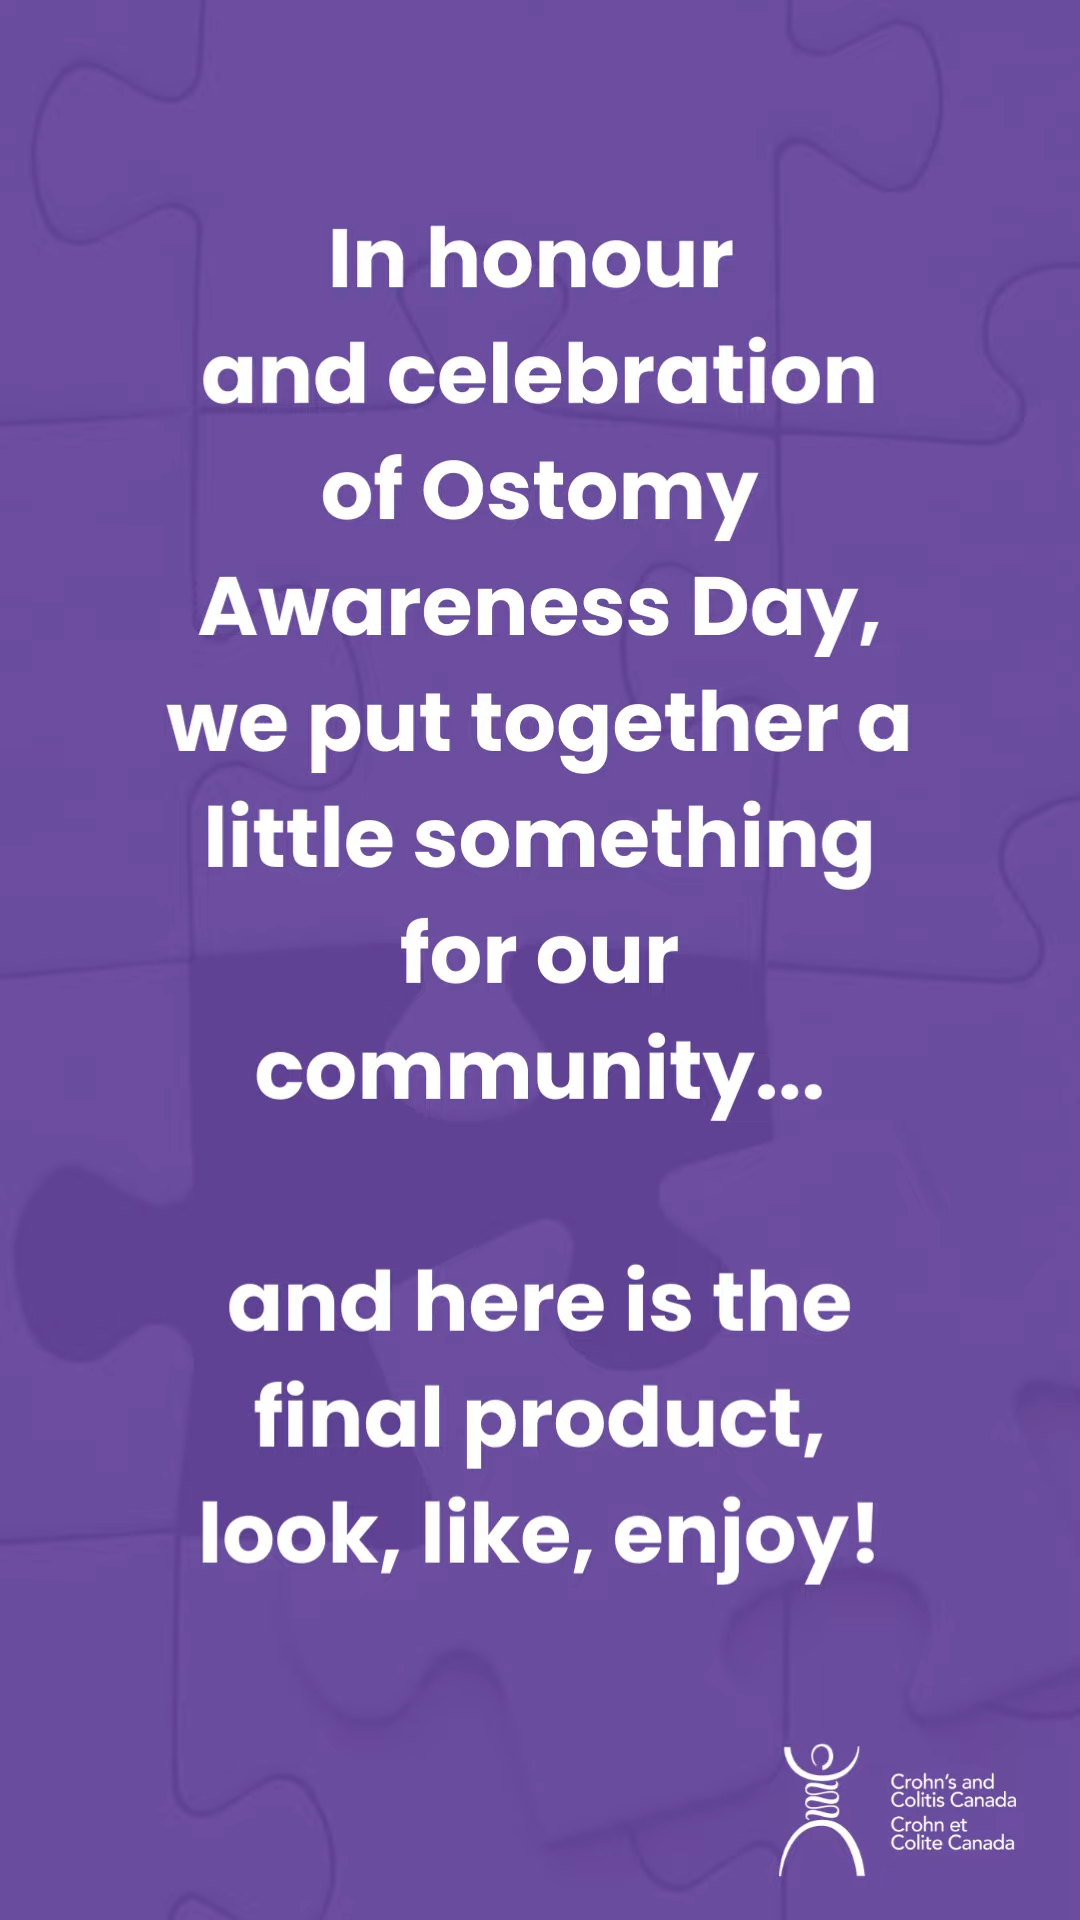 In honour
and celebration
of Ostomy
Awareness Day,
we put together a
little something
for our
community...
and here is the
final product,
look, like, enjoy!
Crohn's and
Colitis Canada
Crohn et
Colite Canada